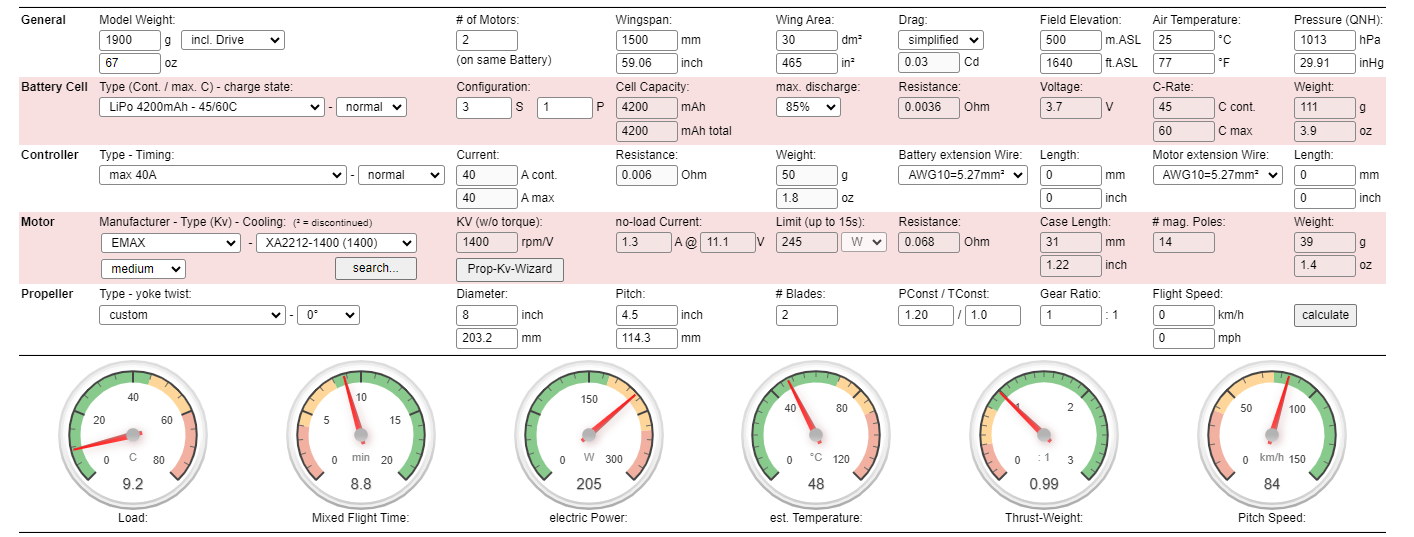 General Model Weight: # of Motors: Wingspan: Wing Area: Drag: Field Elevation: Air Temperature: Pressure (QNH):
1900 g incl. Drive 2 1500 mm 30 dm² simplified 500 m.ASL 25 °C 1013 hPa
67 oz (on same Battery) 59.06 inch 465 in² 0.03 Cd 1640 ft.ASL 77 °F 29.91 inHg
Battery Cell Type (Cont. / max. C) - charge state: Configuration: Cell Capacity: max. discharge: Resistance: Voltage: C-Rate: Weight:
LiPo 4200mAh - 45/60C - normal 3 S 1 P 4200 mAh 85% 0.0036 Ohm 3.7 V 45 C cont. 111 g
4200 mAh total 60 C max 3.9 oz
Controller Type - Timing: Current: Resistance: Weight: Battery extension Wire: Length: Motor extension Wire: Length:
max 40A - normal 40 A cont. 0.006 Ohm 50 g AWG10=5.27mm² 0 mm AWG10=5.27mm² 0 mm
40 A max 1.8 oz 0 inch 0 inch
Motor Manufacturer - Type (Kv) - Cooling: (² = discontinued) KV (w/o torque): no-load Current: Limit (up to 15s): Resistance: Case Length: # mag. Poles: Weight:
EMAX - XA2212-1400 (1400) 1400 rpm/V 1.3 A @ 11.1 V 245 W 0.068 Ohm 31 mm 14 39 g
medium search... Prop-Kv-Wizard 1.22 inch 1.4 oz
Propeller Type - yoke twist: Diameter: Pitch: # Blades: PConst / TConst: Gear Ratio: Flight Speed:
custom - 0° 8 inch 4.5 inch 2 1.20 / 1.0 1 : 1 0 km/h calculate
203.2 mm 114.3 mm 0 mph
0 20 40 60 80 C 9.2
0 5 10 15 20 min 8.8
0 150 300 W 205
0 40 80 120 °C 48
0 1 2 3 : 1 0.99
0 50 100 150 km/h 84
Load: Mixed Flight Time: electric Power: est. Temperature: Thrust-Weight: Pitch Speed: